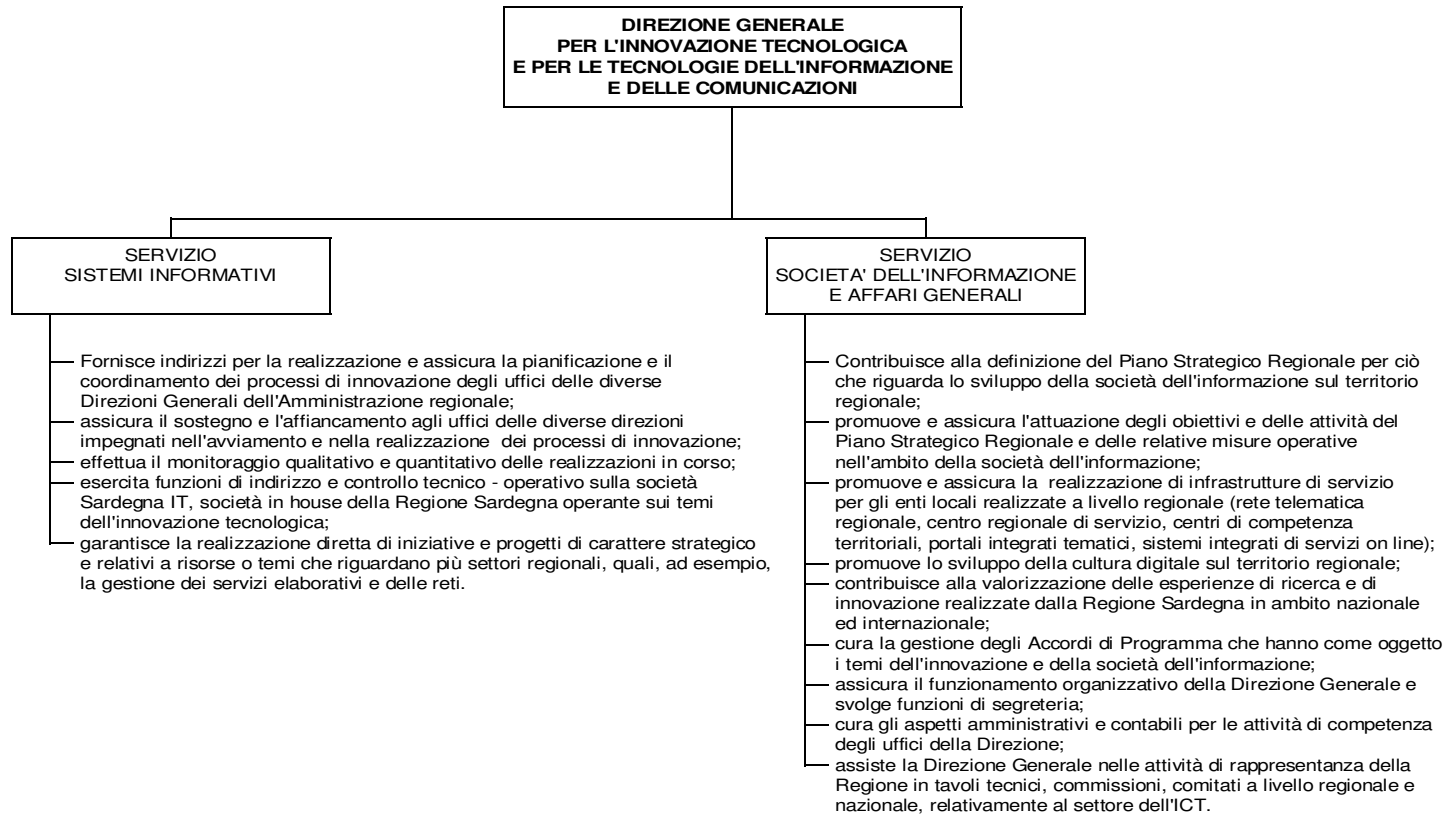 DIREZIONE GENERALE
PER L'INNOVAZIONE TECNOLOGICA
E PER LE TECNOLOGIE DELL'INFORMAZIONE
E DELLE COMUNICAZIONI
SERVIZIO
SISTEMI INFORMATIVI
Fornisce indirizzi per la realizzazione e assicura la pianificazione e il
coordinamento dei processi di innovazione degli uffici delle diverse
Direzioni Generali dell'Amministrazione regionale;
assicura il sostegno e l'affiancamento agli uffici delle diverse direzioni
impegnati nell'avviamento e nella realizzazione dei processi di innovazione;
effettua il monitoraggio qualitativo e quantitativo delle realizzazioni in corso;
esercita funzioni di indirizzo e controllo tecnico - operativo sulla società
Sardegna IT, società in house della Regione Sardegna operante sui temi
dell'innovazione tecnologica;
garantisce la realizzazione diretta di iniziative e progetti di carattere strategico
e relativi a risorse o temi che riguardano più settori regionali, quali, ad esempio,
la gestione dei servizi elaborativi e delle reti.
SERVIZIO
SOCIETA' DELL'INFORMAZIONE
E AFFARI GENERALI
Contribuisce alla definizione del Piano Strategico Regionale per ciò
che riguarda lo sviluppo della società dell'informazione sul territorio
regionale;
promuove e assicura l'attuazione degli obiettivi e delle attività del
Piano Strategico Regionale e delle relative misure operative
nell'ambito della società dell'informazione;
promuove e assicura la realizzazione di infrastrutture di servizio
per gli enti locali realizzate a livello regionale (rete telematica
regionale, centro regionale di servizio, centri di competenza
territoriali, portali integrati tematici, sistemi integrati di servizi on line);
promuove lo sviluppo della cultura digitale sul territorio regionale;
contribuisce alla valorizzazione delle esperienze di ricerca e di
innovazione realizzate dalla Regione Sardegna in ambito nazionale
ed internazionale;
cura la gestione degli Accordi di Programma che hanno come oggetto
i temi dell'innovazione e della società dell'informazione;
assicura il funzionamento organizzativo della Direzione Generale e
svolge funzioni di segreteria;
cura gli aspetti amministrativi e contabili per le attività di competenza
degli uffici della Direzione;
assiste la Direzione Generale nelle attività di rappresentanza della
Regione in tavoli tecnici, commissioni, comitati a livello regionale e
nazionale, relativamente al settore dell'ICT.